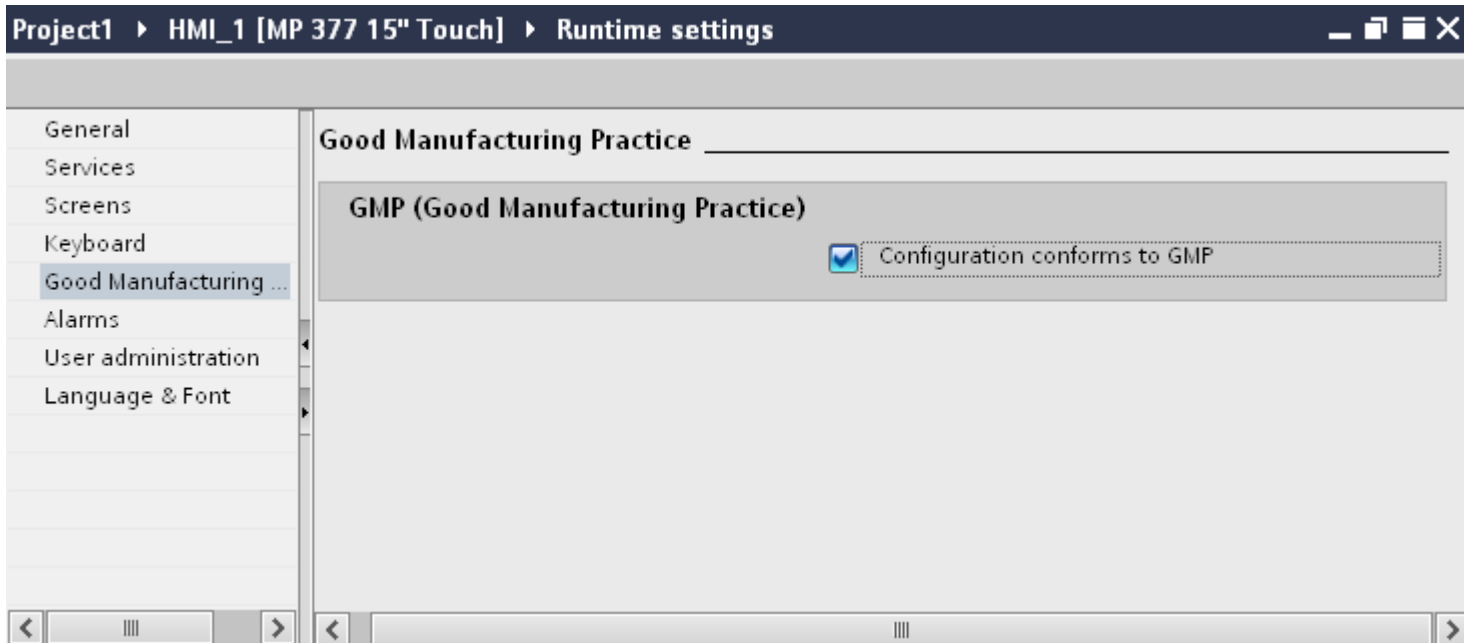 Project1 ▸ HMI_1 [MP 377 15" Touch] ▸ Runtime settings
General
Services
Screens
Keyboard
Good Manufacturing ...
Alarms
User administration
Language & Font
Good Manufacturing Practice
GMP (Good Manufacturing Practice)
Configuration conforms to GMP